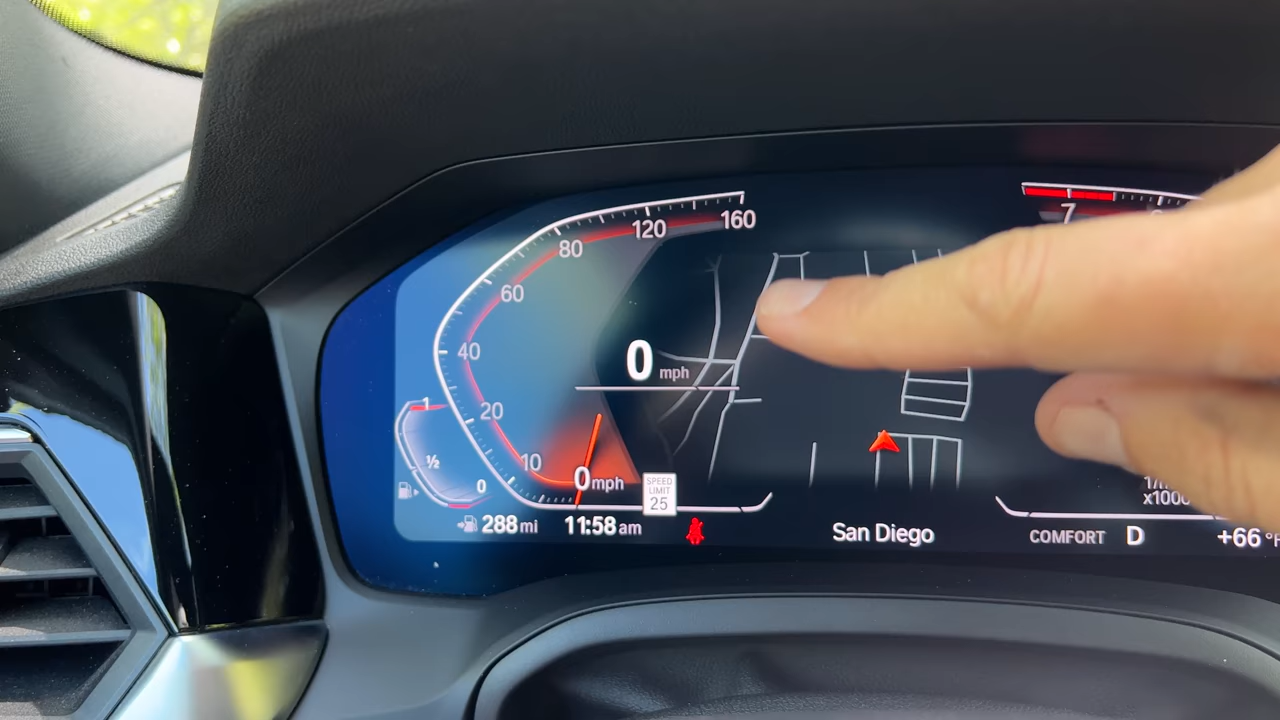 160
120
80
60
40
20
10
0 mph
0 mph
1
1/2
0
SPEED
LIMIT
25
288 mi
11:58 am
San Diego
7
x1000
COMFORT D
+66 °F